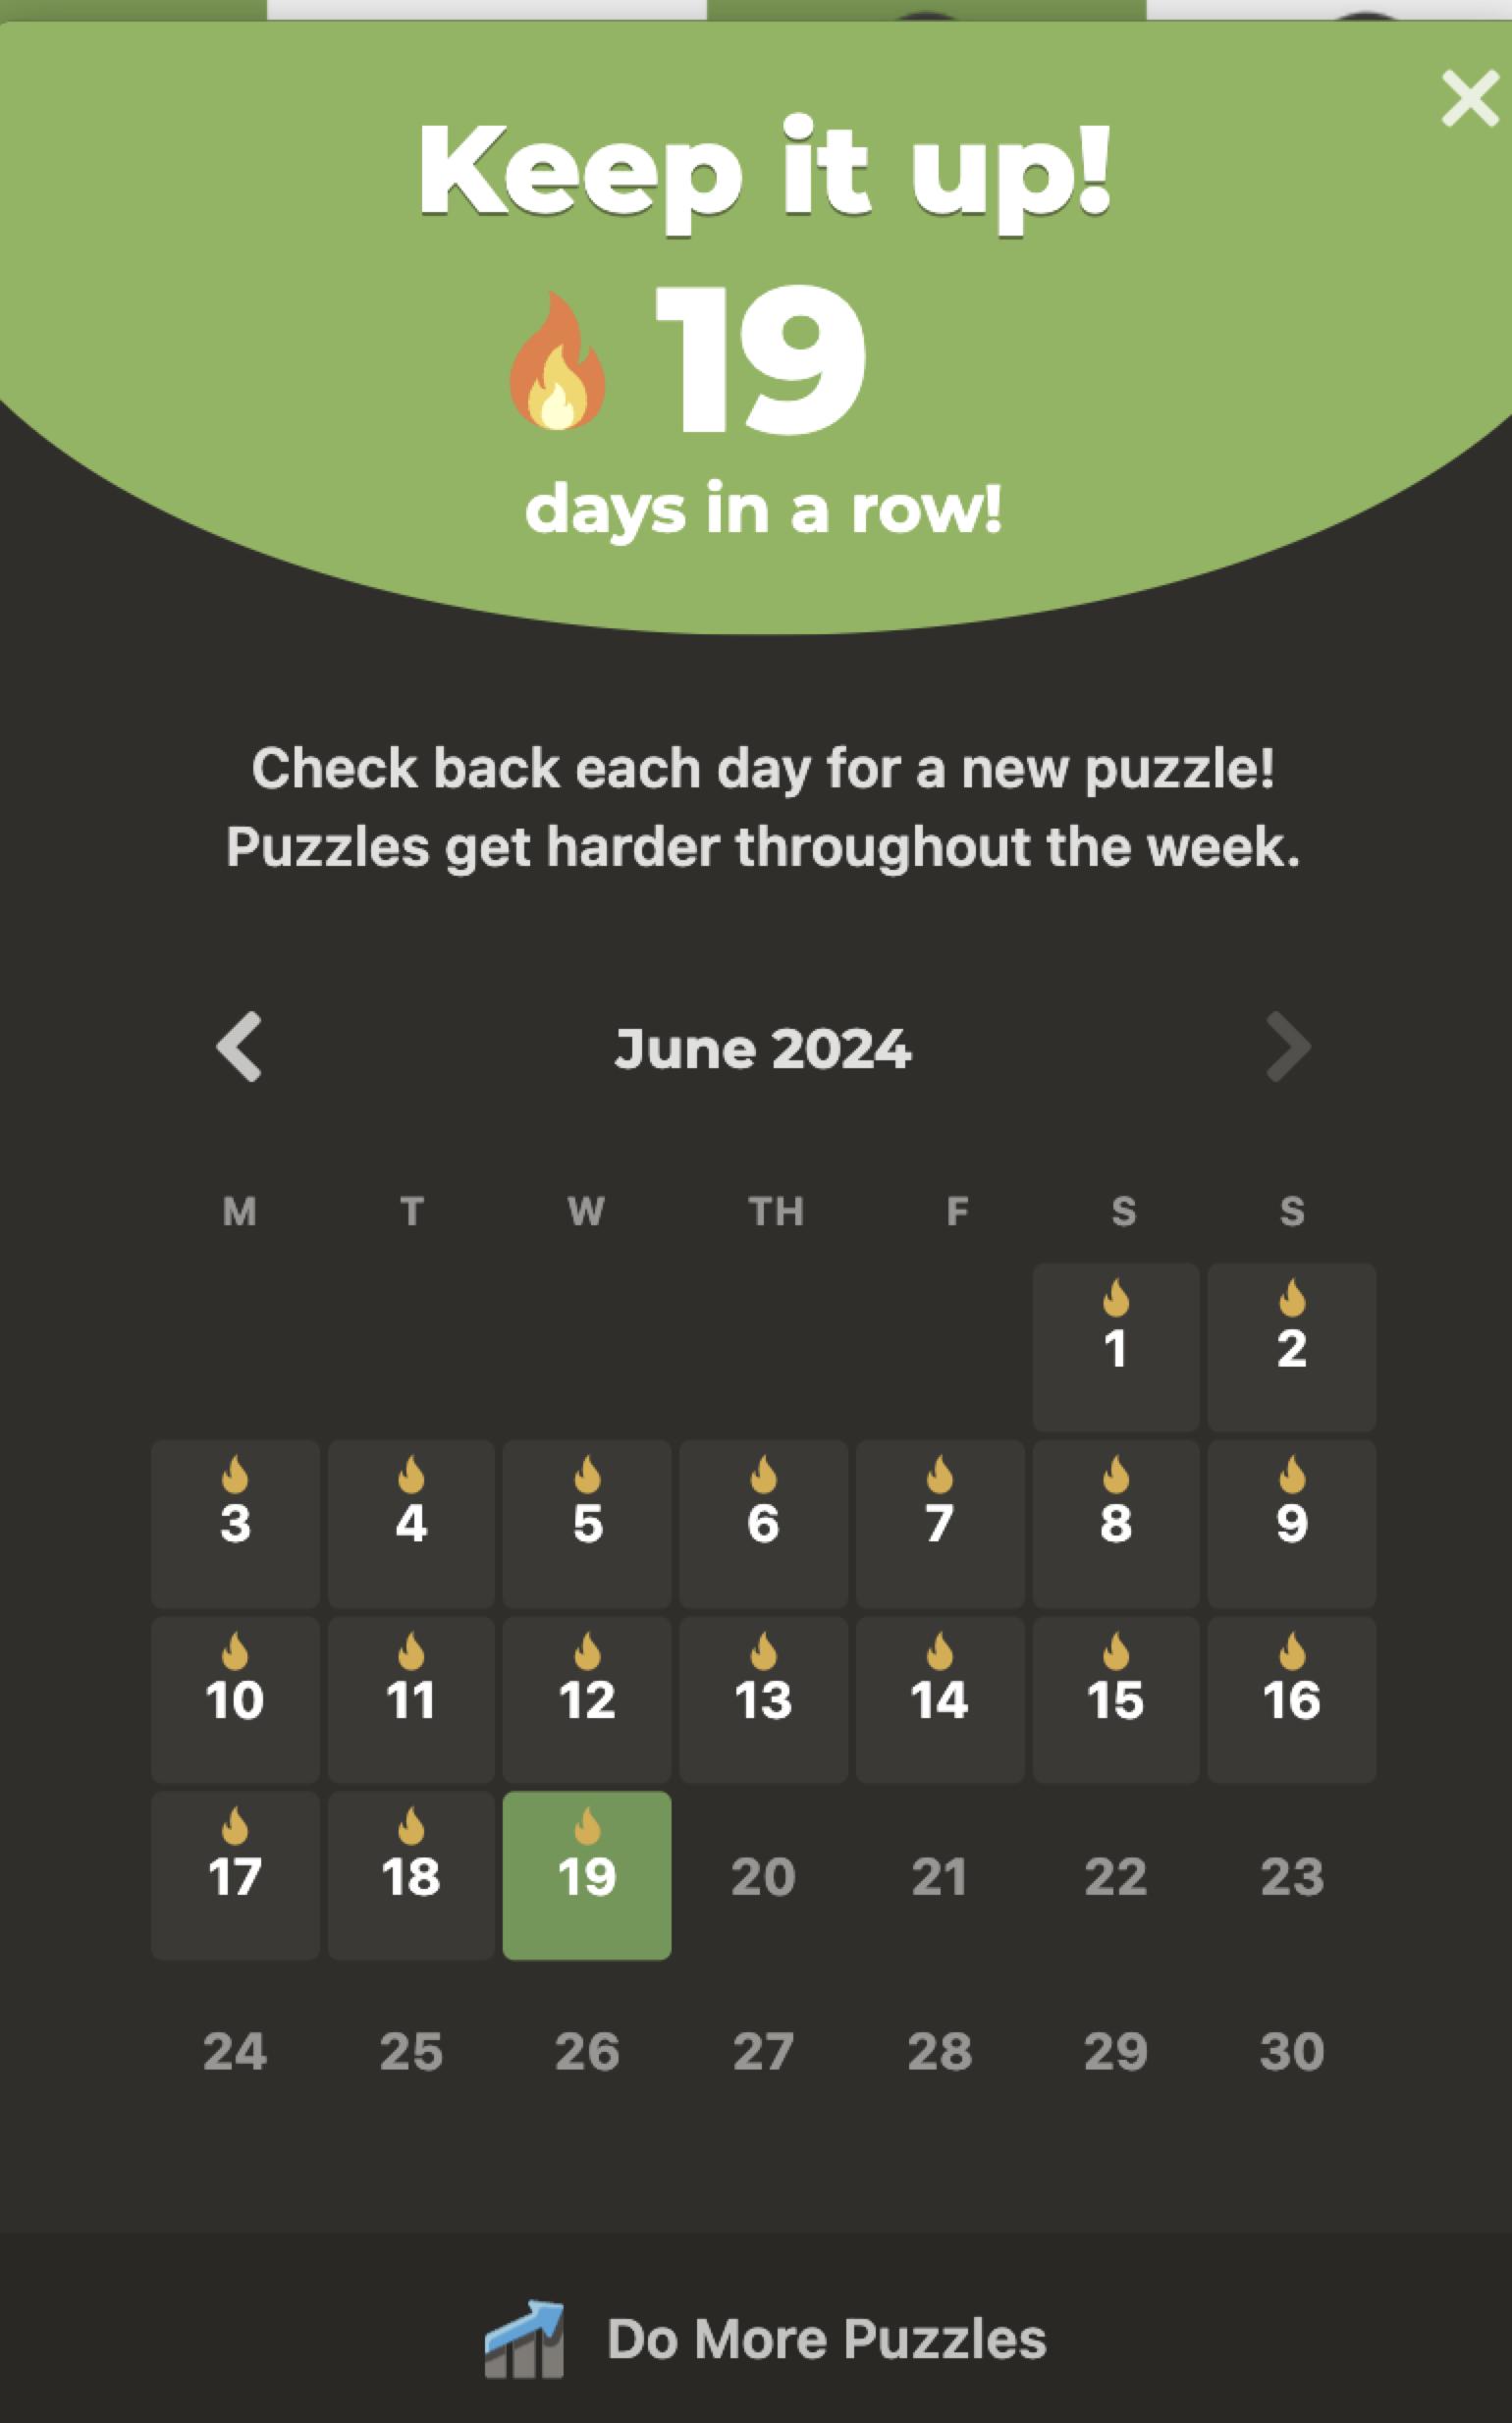 Keep it up!
19
days in a row!
Check back each day for a new puzzle!
Puzzles get harder throughout the week.
June 2024
M T W TH F S S
1 2
3 4 5 6 7 8 9
10 11 12 13 14 15 16
17 18 19 20 21 22 23
24 25 26 27 28 29 30
Do More Puzzles